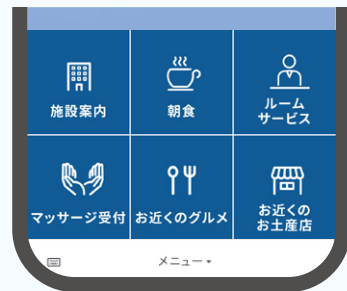 施設案内
朝食
ルーム
サービス
マッサージ受付
お近くのグルメ
お近くの
お土産店
メニュー▾